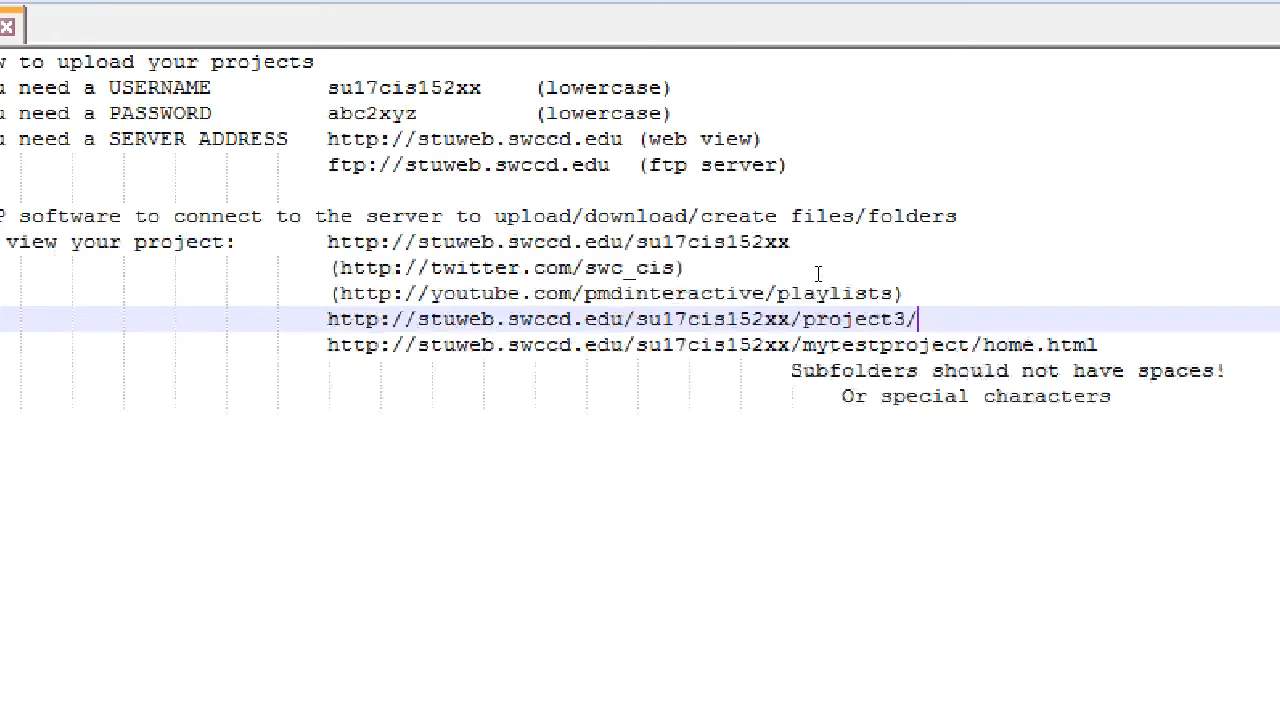 to upload your projects
need a USERNAME su17cis152xx (lowercase)
need a PASSWORD abc2xyz (lowercase)
need a SERVER ADDRESS http://stuweb.swccd.edu (web view)
ftp://stuweb.swccd.edu (ftp server)
software to connect to the server to upload/download/create files/folders
view your project: http://stuweb.swccd.edu/su17cis152xx
(http://twitter.com/swc_cis)
(http://youtube.com/pmdinteractive/playlists)
http://stuweb.swccd.edu/su17cis152xx/project3/
http://stuweb.swccd.edu/su17cis152xx/mytestproject/home.html
Subfolders should not have spaces!
Or special characters